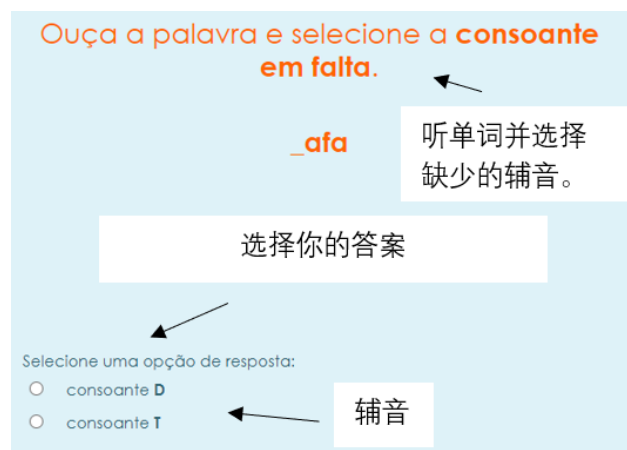 Ouça a palavra e selecione a consoante
em falta.
_afa
听单词并选择
缺少的辅音。
选择你的答案
Selecione uma opção de resposta:
consoante D
consoante T
辅音